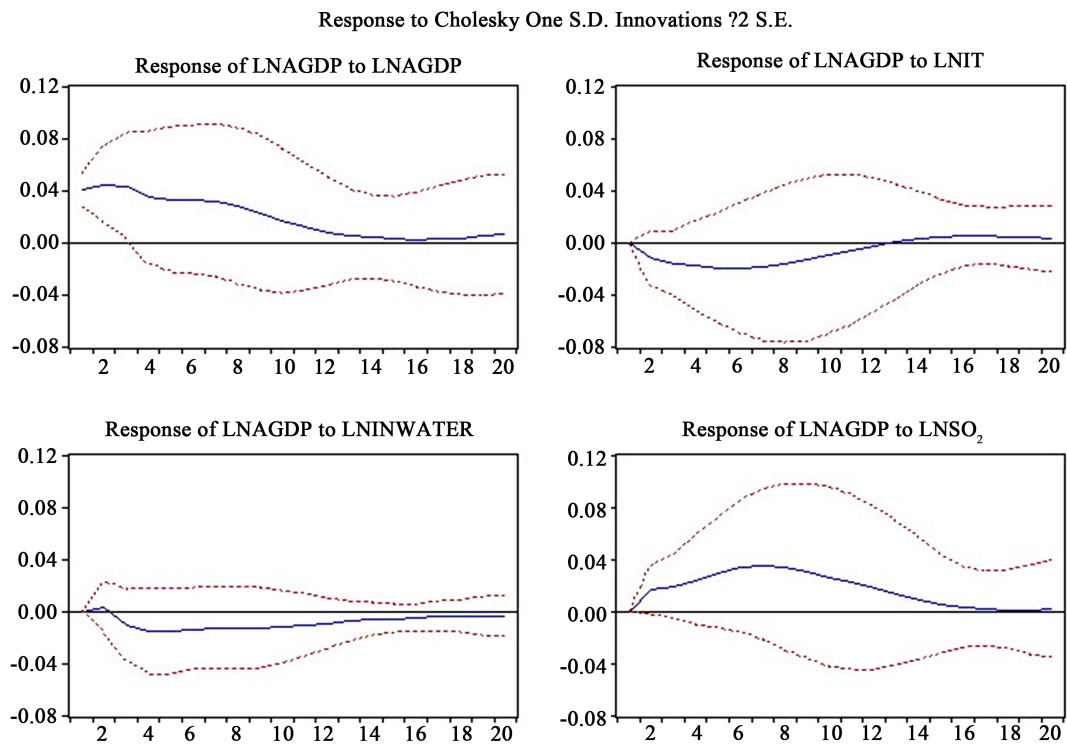 Response to Cholesky One S.D. Innovations ?2 S.E.
Response of LNAGDP to LNAGDP
0.12
0.08
0.04
0.00
-0.04
-0.08
2 4 6 8 10 12 14 16 18 20
Response of LNAGDP to LNIT
0.12
0.08
0.04
0.00
-0.04
-0.08
2 4 6 8 10 12 14 16 18 20
Response of LNAGDP to LNINWATER
0.12
0.08
0.04
0.00
-0.04
-0.08
2 4 6 8 10 12 14 16 18 20
Response of LNAGDP to LNSO₂
0.12
0.08
0.04
0.00
-0.04
-0.08
2 4 6 8 10 12 14 16 18 20